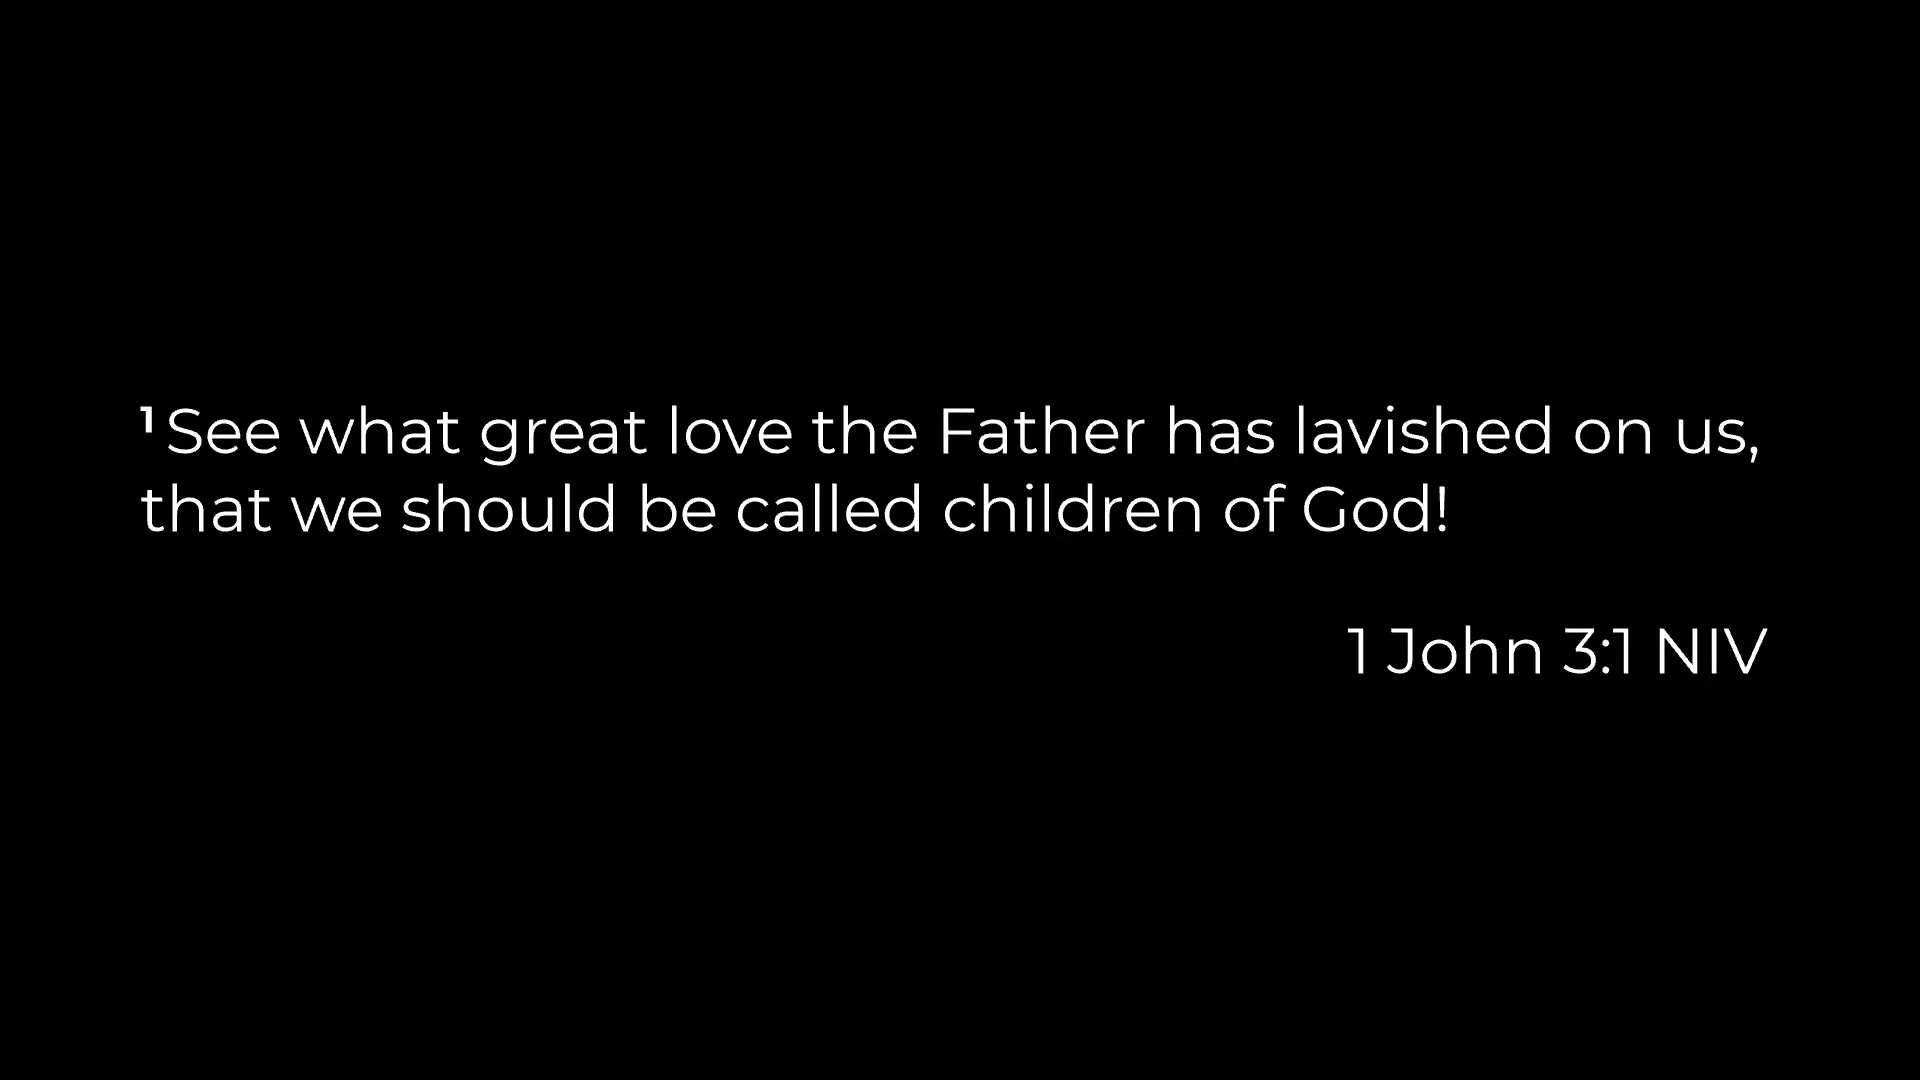 ¹See what great love the Father has lavished on us,
that we should be called children of God!
1 John 3:1 NIV